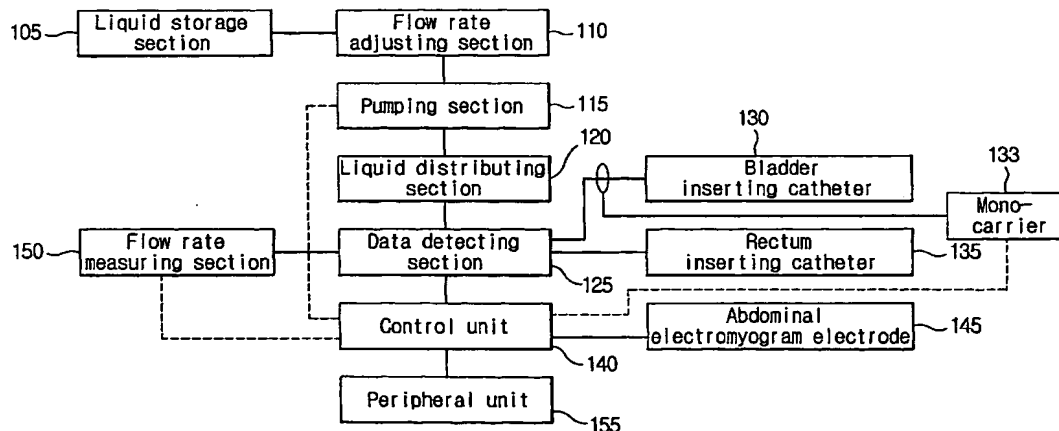 105
Liquid storage
section
Flow rate
adjusting section
110
Pumping section
115
120
Liquid distributing
section
130
Bladder
inserting catheter
133
Mono-
carrier
150
Flow rate
measuring section
Data detecting
section
125
Rectum
inserting catheter
135
Control unit
140
Abdominal
electromyogram electrode
145
Peripheral unit
155